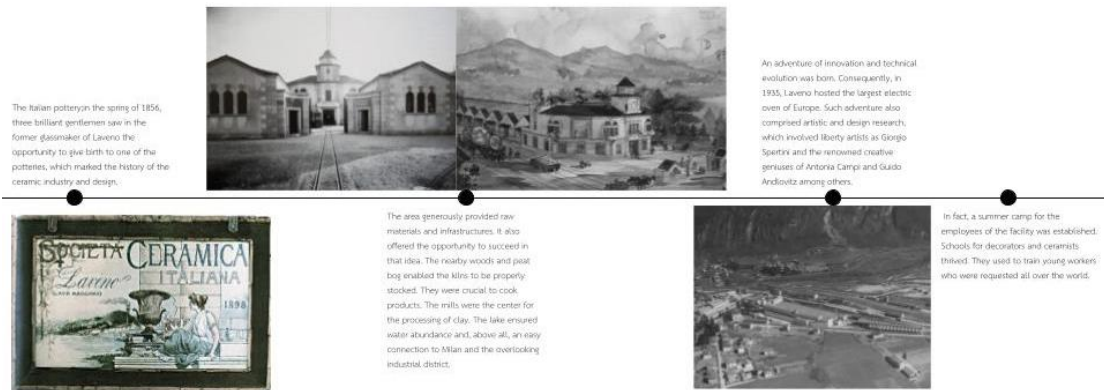 The Italian pottery;in the spring of 1856,
three brilliant gentlemen saw in the
former glassmaker of Laveno the
opportunity to give birth to one of the
potteries, which marked the history of the
ceramic industry and design.
An adventure of innovation and technical
evolution was born. Consequently, in
1935, Laveno hosted the largest electric
oven of Europe. Such adventure also
comprised artistic and design research,
which involved liberty artists as Giorgio
Spertini and the renowned creative
geniuses of Antonia Campi and Guido
Andlovitz among others.
SOCIETA CERAMICA
ITALIANA
Laveno
1898
The area generously provided raw
materials and infrastructures. It also
offered the opportunity to succeed in
that idea. The nearby woods and peat
bog enabled the kilns to be properly
stocked. They were crucial to cook
products. The mills were the center for
the processing of clay. The lake ensured
water abundance and, above all, an easy
connection to Milan and the overlooking
industrial district.
In fact, a summer camp for the
employees of the facility was established.
Schools for decorators and ceramists
thrived. They used to train young workers
who were requested all over the world.